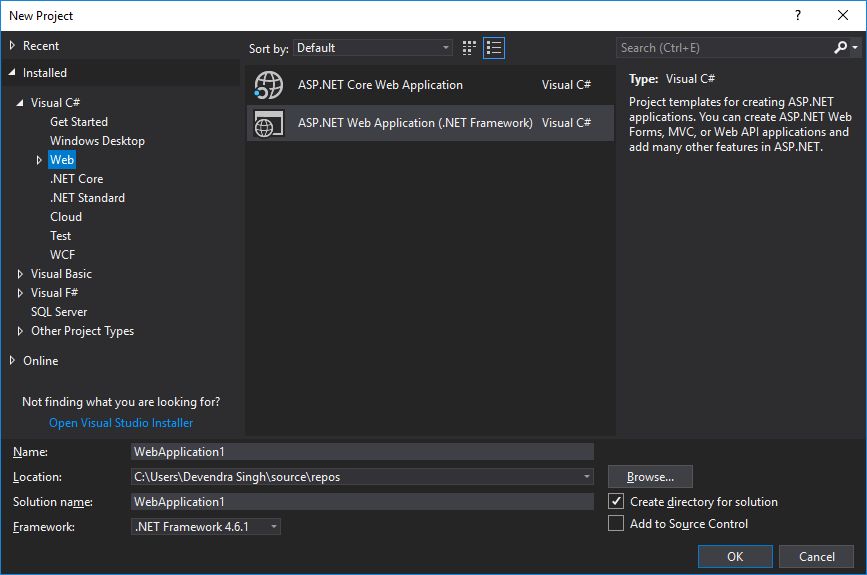 New Project
?
Recent
Installed
Visual C#
Get Started
Windows Desktop
Web
.NET Core
.NET Standard
Cloud
Test
WCF
Visual Basic
Visual F#
SQL Server
Other Project Types
Online
Not finding what you are looking for?
Open Visual Studio Installer
Sort by: Default
ASP.NET Core Web Application Visual C#
ASP.NET Web Application (.NET Framework) Visual C#
Search (Ctrl+E)
Type: Visual C#
Project templates for creating ASP.NET
applications. You can create ASP.NET Web
Forms, MVC, or Web API applications and
add many other features in ASP.NET.
Name: WebApplication1
Location: C:\Users\Devendra Singh\source\repos
Browse...
Solution name: WebApplication1
Create directory for solution
Framework: .NET Framework 4.6.1
Add to Source Control
OK Cancel